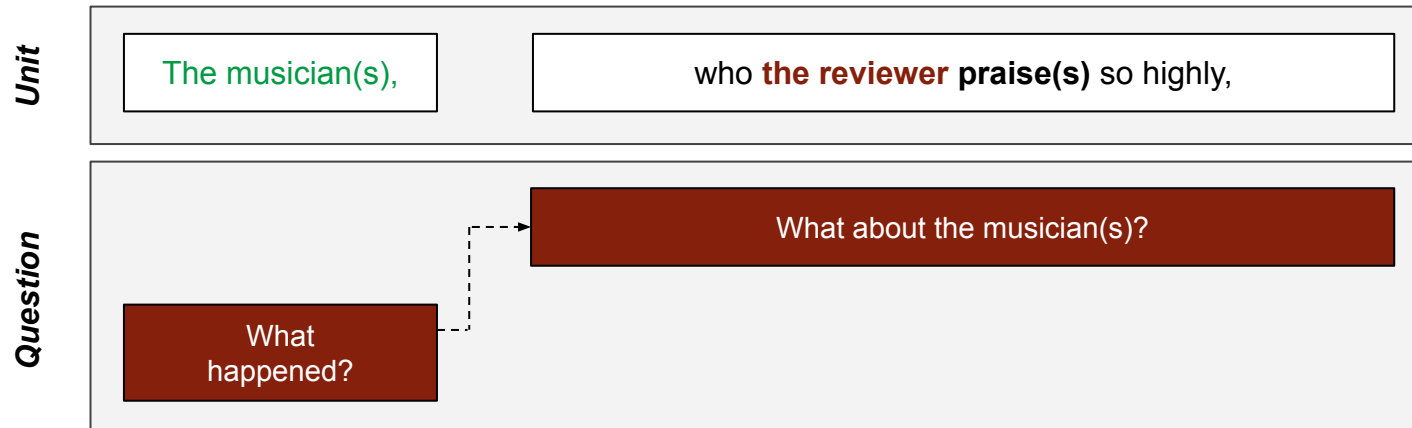 Unit
The musician(s),
who the reviewer praise(s) so highly,
Question
What about the musician(s)?
What
happened?